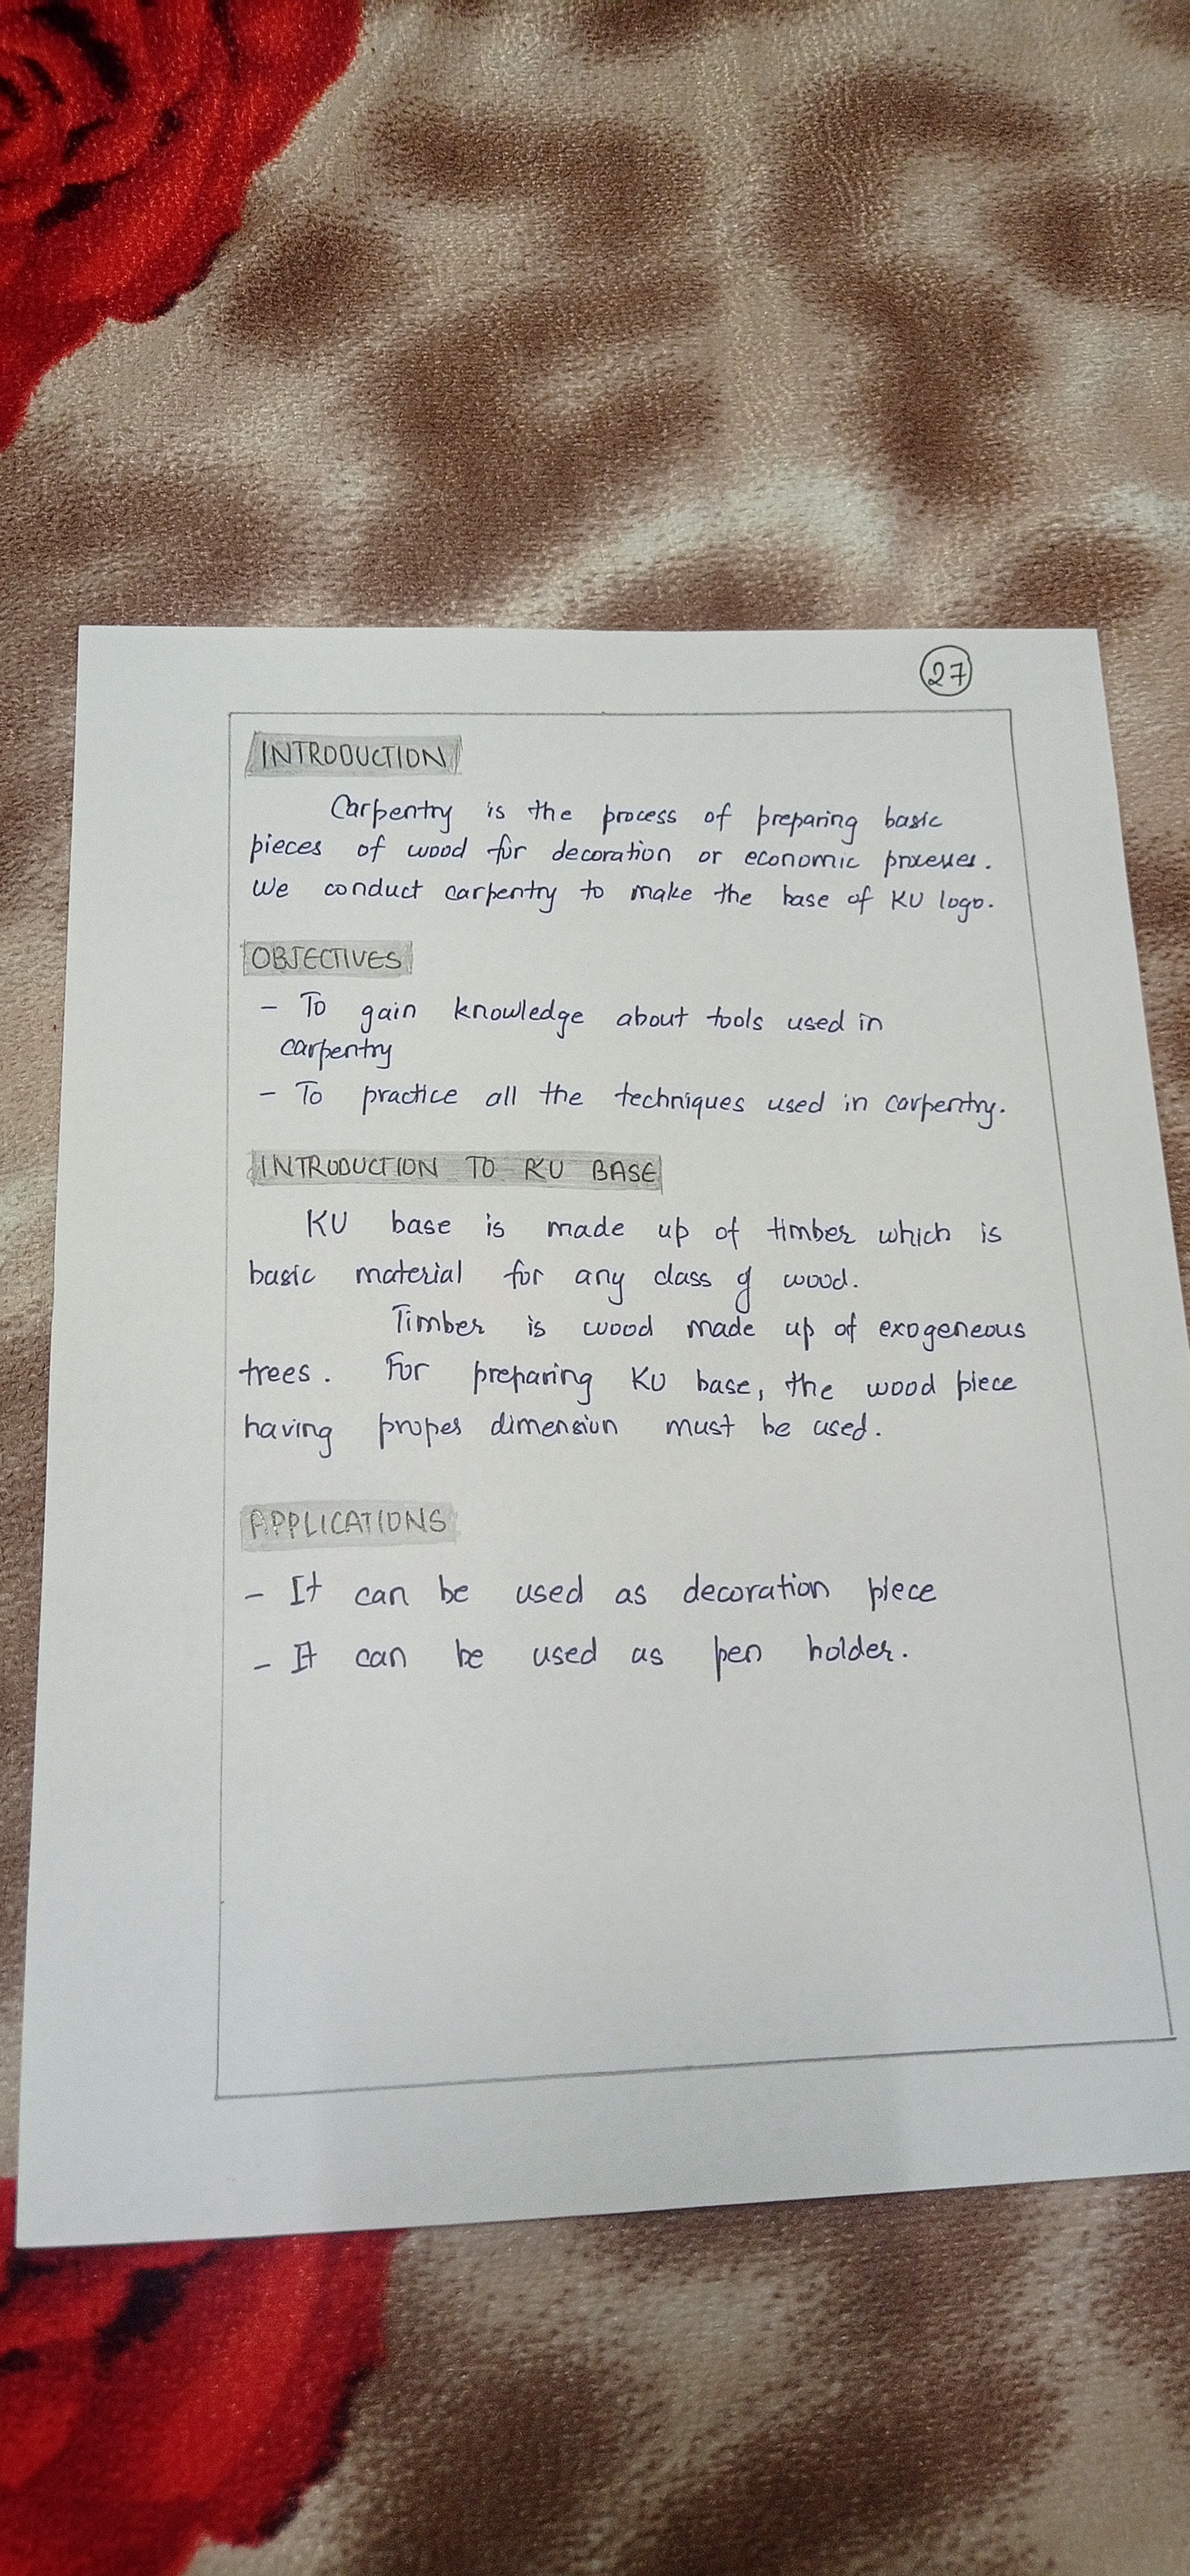 27
INTRODUCTION
Carpentry is the process of preparing basic
pieces of wood for decoration or economic processes.
We conduct carpentry to make the base of KU logo.
OBJECTIVES
- To gain knowledge about tools used in
carpentry
- To practice all the techniques used in carpentry.
INTRODUCTION TO KU BASE
KU base is made up of timber which is
basic material for any class of wood.
Timber is wood made up of exogeneous
trees. For preparing KU base, the wood piece
having proper dimension must be used.
APPLICATIONS
- It can be used as decoration piece
- It can be used as pen holder.